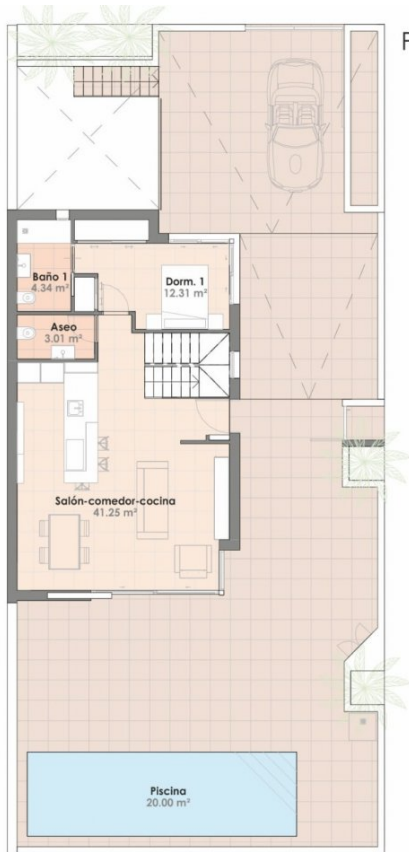 P
Baño 1
4.34 m²
Dorm. 1
12.31 m²
Aseo
3.01 m²
Salón-comedor-cocina
41.25 m²
Piscina
20.00 m²